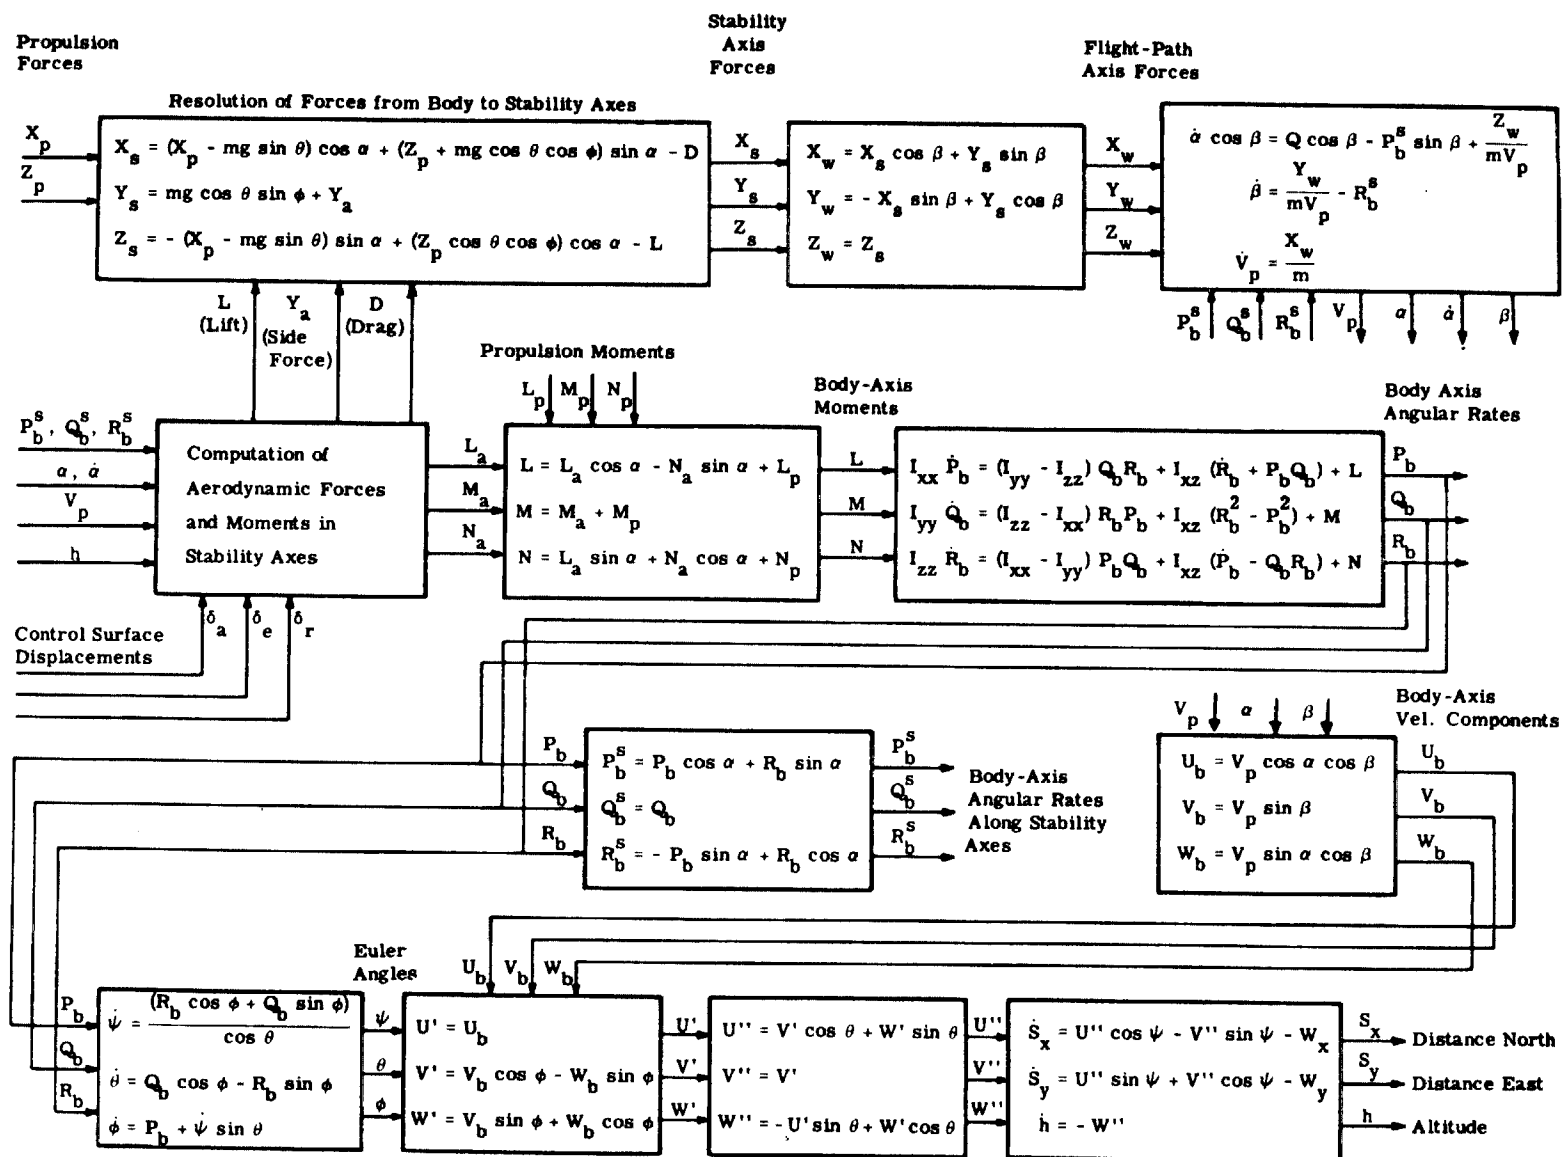 Propulsion
Forces
Stability
Axis
Forces
Flight-Path
Axis Forces
Resolution of Forces from Body to Stability Axes
X_p
Z_p
X_s = (X_p - mg sin θ) cos α + (Z_p + mg cos θ cos ϕ) sin α - D
Y_s = mg cos θ sin ϕ + Y_a
Z_s = - (X_p - mg sin θ) sin α + (Z_p cos θ cos ϕ) cos α - L
X_s
Y_s
Z_s
X_w = X_s cos β + Y_s sin β
Y_w = - X_s sin β + Y_s cos β
Z_w = Z_s
X_w
Y_w
Z_w
α̇ cos β = Q cos β - P_b^s sin β + Z_w / mV_p
β̇ = Y_w / mV_p - R_b^s
V̇_p = X_w / m
L
(Lift)
Y_a
(Side
Force)
D
(Drag)
P_b^s Q_b^s R_b^s V_p α α̇ β
Propulsion Moments
L_p M_p N_p
Body-Axis
Moments
Body Axis
Angular Rates
P_b^s, Q_b^s, R_b^s
α, α̇
V_p
h
Computation of
Aerodynamic Forces
and Moments in
Stability Axes
L_a
M_a
N_a
L = L_a cos α - N_a sin α + L_p
M = M_a + M_p
N = L_a sin α + N_a cos α + N_p
L
M
N
I_xx Ṗ_b = (I_yy - I_zz) Q_b R_b + I_xz (Ṙ_b + P_b Q_b) + L
I_yy Q̇_b = (I_zz - I_xx) R_b P_b + I_xz (R_b^2 - P_b^2) + M
I_zz Ṙ_b = (I_xx - I_yy) P_b Q_b + I_xz (Ṗ_b - Q_b R_b) + N
P_b
Q_b
R_b
δ_a δ_e δ_r
Control Surface
Displacements
P_b
Q_b
R_b
P_b^s = P_b cos α + R_b sin α
Q_b^s = Q_b
R_b^s = - P_b sin α + R_b cos α
P_b^s
Q_b^s
R_b^s
Body-Axis
Angular Rates
Along Stability
Axes
V_p α β
Body-Axis
Vel. Components
U_b = V_p cos α cos β
V_b = V_p sin β
W_b = V_p sin α cos β
U_b
V_b
W_b
Euler
Angles
U_b V_b W_b
P_b
Q_b
R_b
ψ̇ = (R_b cos ϕ + Q_b sin ϕ) / cos θ
θ̇ = Q_b cos ϕ - R_b sin ϕ
ϕ̇ = P_b + ψ̇ sin θ
ψ
θ
ϕ
U' = U_b
V' = V_b cos ϕ - W_b sin ϕ
W' = V_b sin ϕ + W_b cos ϕ
U'
V'
W'
U'' = V' cos θ + W' sin θ
V'' = V'
W'' = - U' sin θ + W' cos θ
U''
V''
W''
Ṡ_x = U'' cos ψ - V'' sin ψ - W_x
Ṡ_y = U'' sin ψ + V'' cos ψ - W_y
ḣ = - W''
S_x
Distance North
S_y
Distance East
h
Altitude